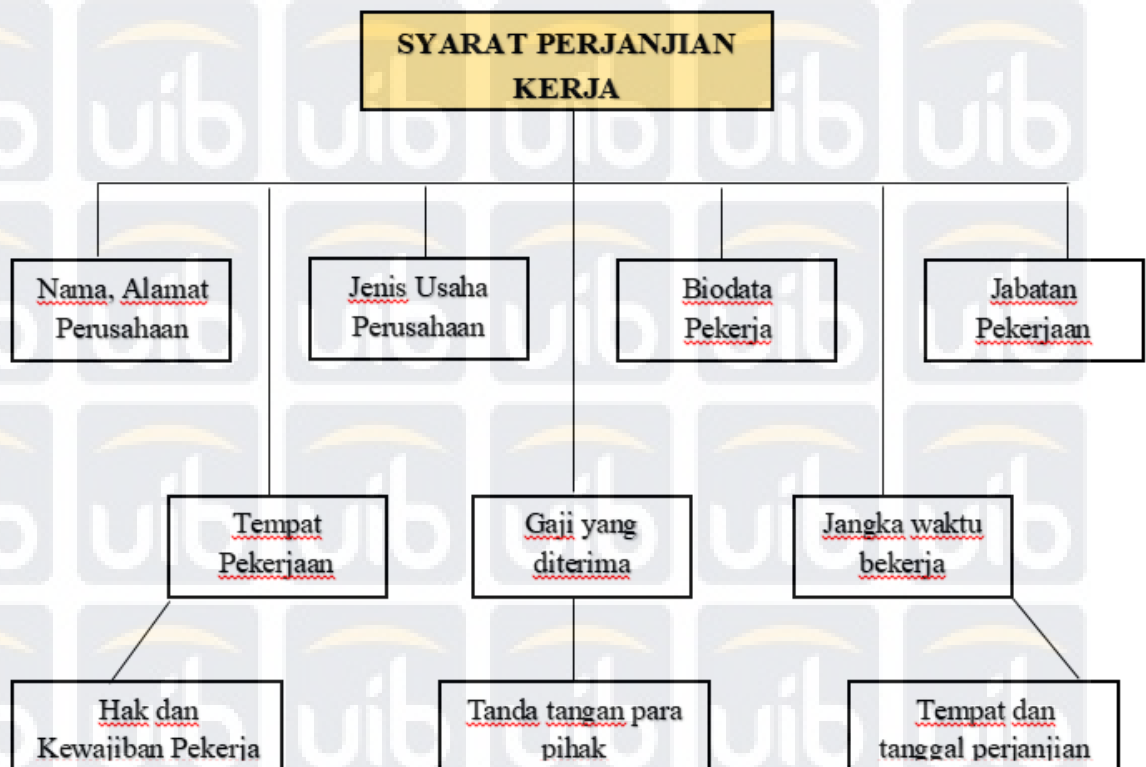 SYARAT PERJANJIAN
KERJA
Nama, Alamat
Perusahaan
Jenis Usaha
Perusahaan
Biodata
Pekerja
Jabatan
Pekerjaan
Tempat
Pekerjaan
Gaji yang
diterima
Jangka waktu
bekerja
Hak dan
Kewajiban Pekerja
Tanda tangan para
pihak
Tempat dan
tanggal perjanjian
uib